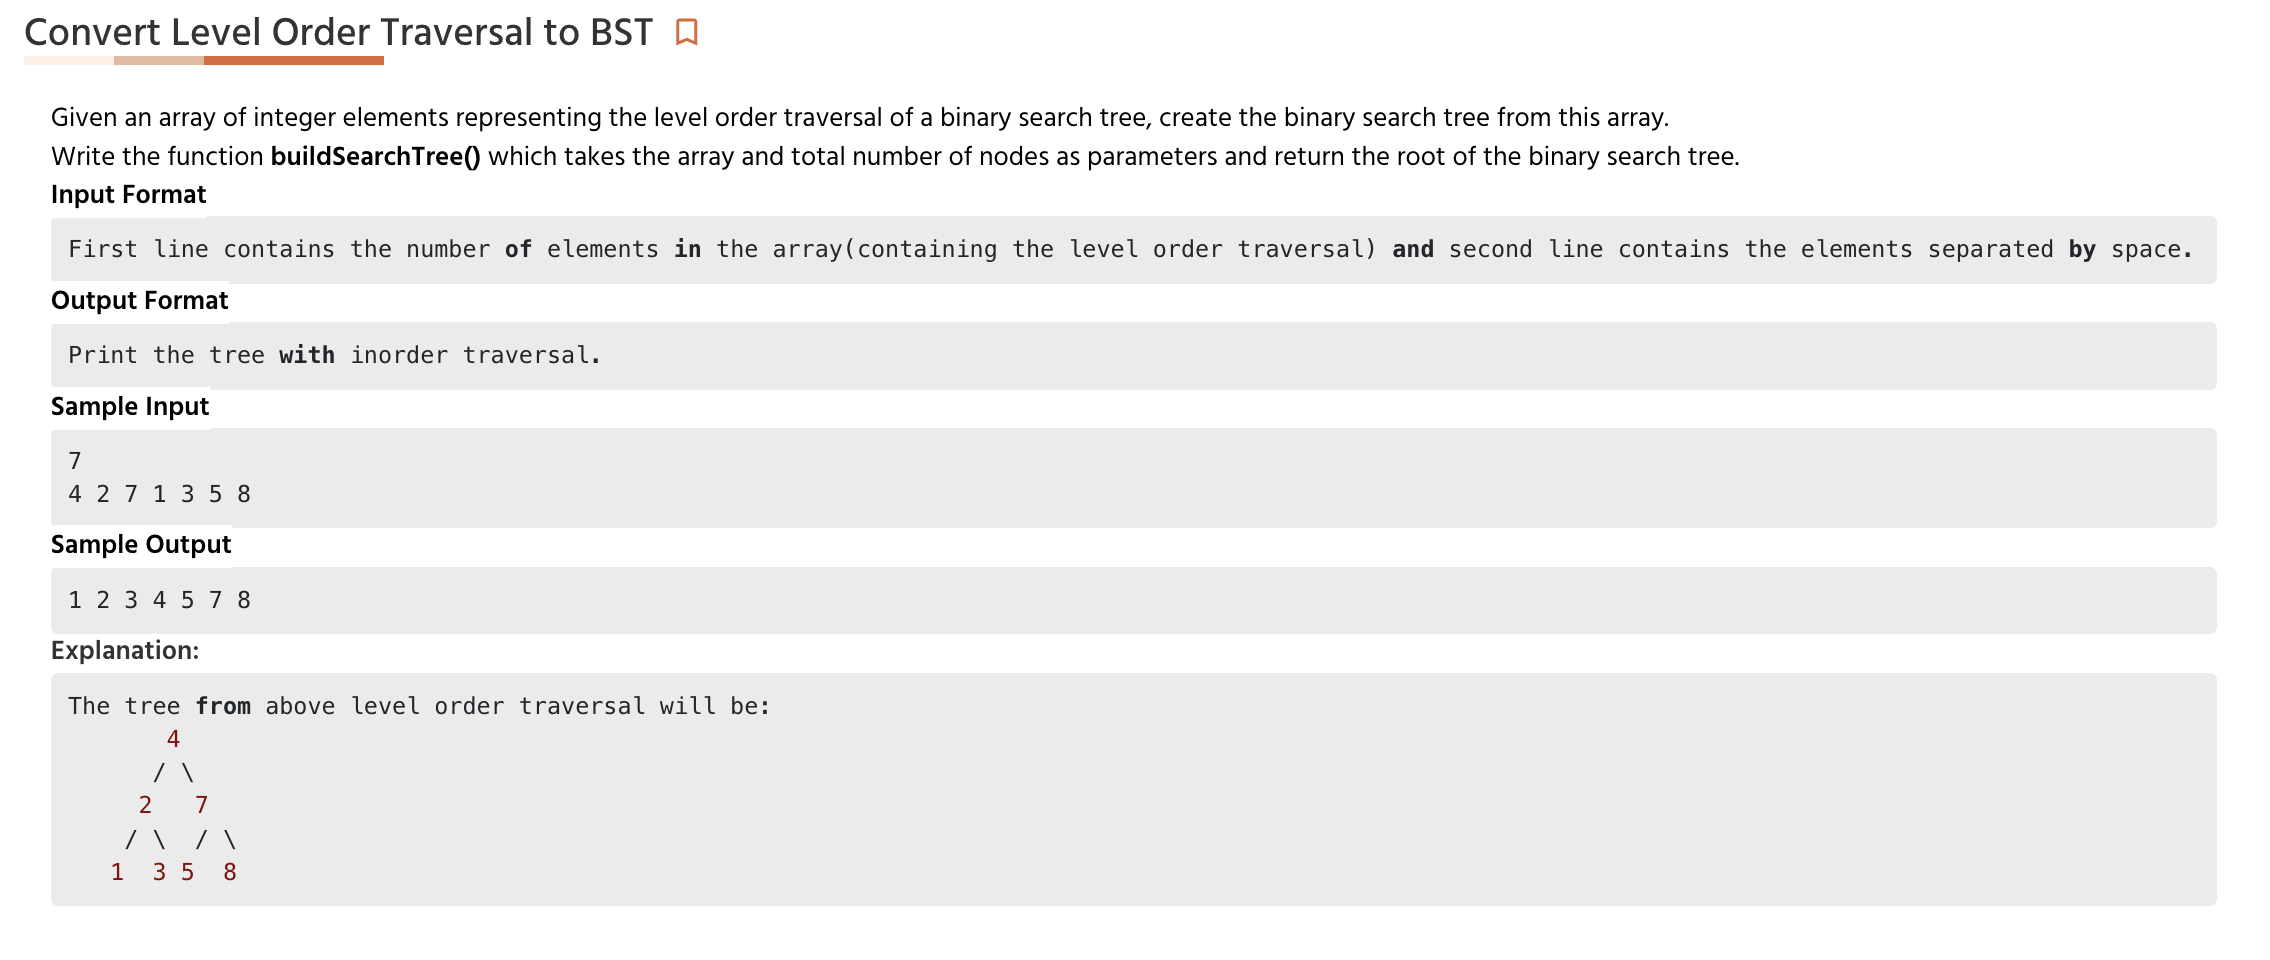 Convert Level Order Traversal to BST
Given an array of integer elements representing the level order traversal of a binary search tree, create the binary search tree from this array.
Write the function buildSearchTree() which takes the array and total number of nodes as parameters and return the root of the binary search tree.
Input Format
First line contains the number of elements in the array(containing the level order traversal) and second line contains the elements separated by space.
Output Format
Print the tree with inorder traversal.
Sample Input
7
4 2 7 1 3 5 8
Sample Output
1 2 3 4 5 7 8
Explanation:
The tree from above level order traversal will be:
       4
      / \
     2   7
    / \  / \
   1  3 5  8